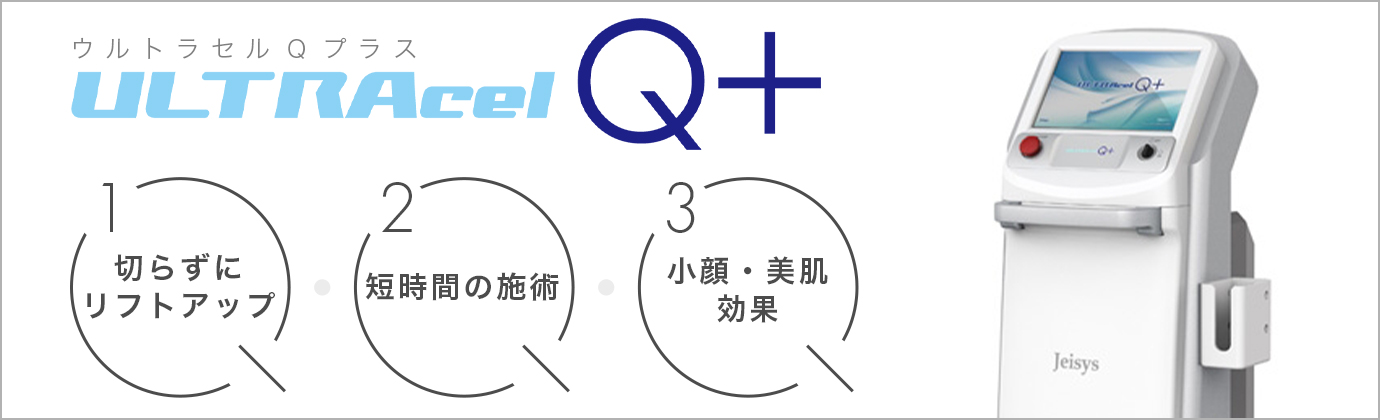 ウルトラセルQプラス
ULTRAcel Q+
1
切らずに
リフトアップ
2
短時間の施術
3
小顔・美肌
効果
ULTRAcel Q+
Q+
Jeisys